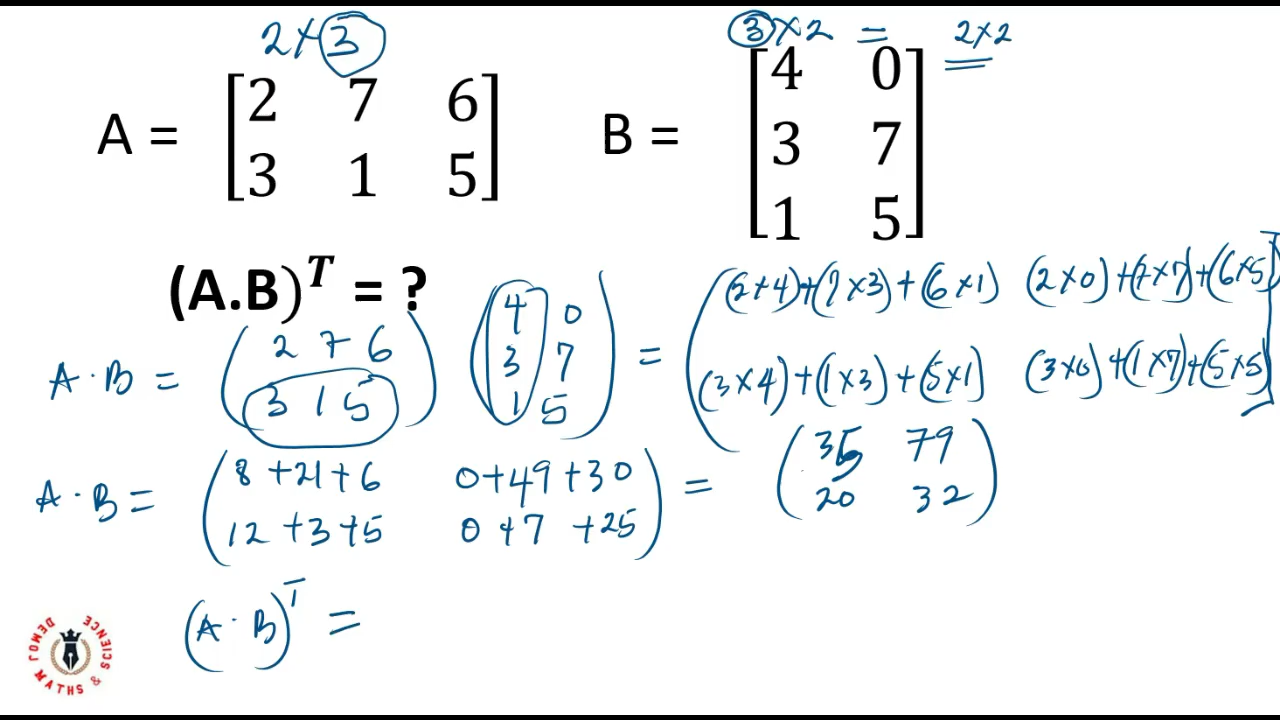 2×3 3×2 = 2×2
A = [2 7 6
3 1 5]
B = [4 0
3 7
1 5]
(A.B)ᵀ = ?
A · B = (2 7 6
3 1 5) (4 0
3 7
1 5) = ((2×4)+(7×3)+(6×1) (2×0)+(7×7)+(6×5)
(3×4)+(1×3)+(5×1) (3×0)+(1×7)+(5×5)]
A · B = (8+21+6 0+49+30
12+3+5 0+7+25) = (35 79
20 32)
(A · B)ᵀ =
DEMOJ MATHS & SCIENCE